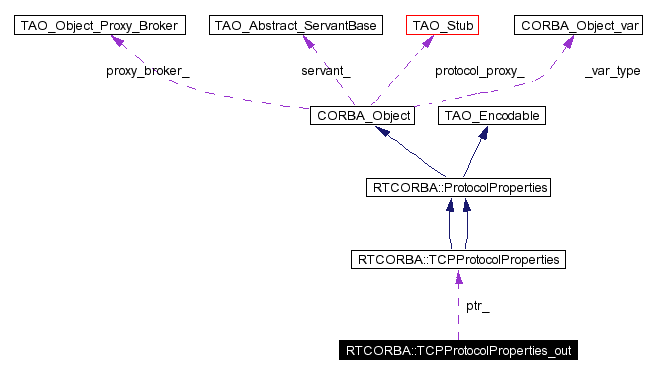 TAO_Object_Proxy_Broker
TAO_Abstract_ServantBase
TAO_Stub
CORBA_Object_var
proxy_broker_
servant_
protocol_proxy_
_var_type
CORBA_Object
TAO_Encodable
RTCORBA::ProtocolProperties
RTCORBA::TCPProtocolProperties
ptr_
RTCORBA::TCPProtocolProperties_out